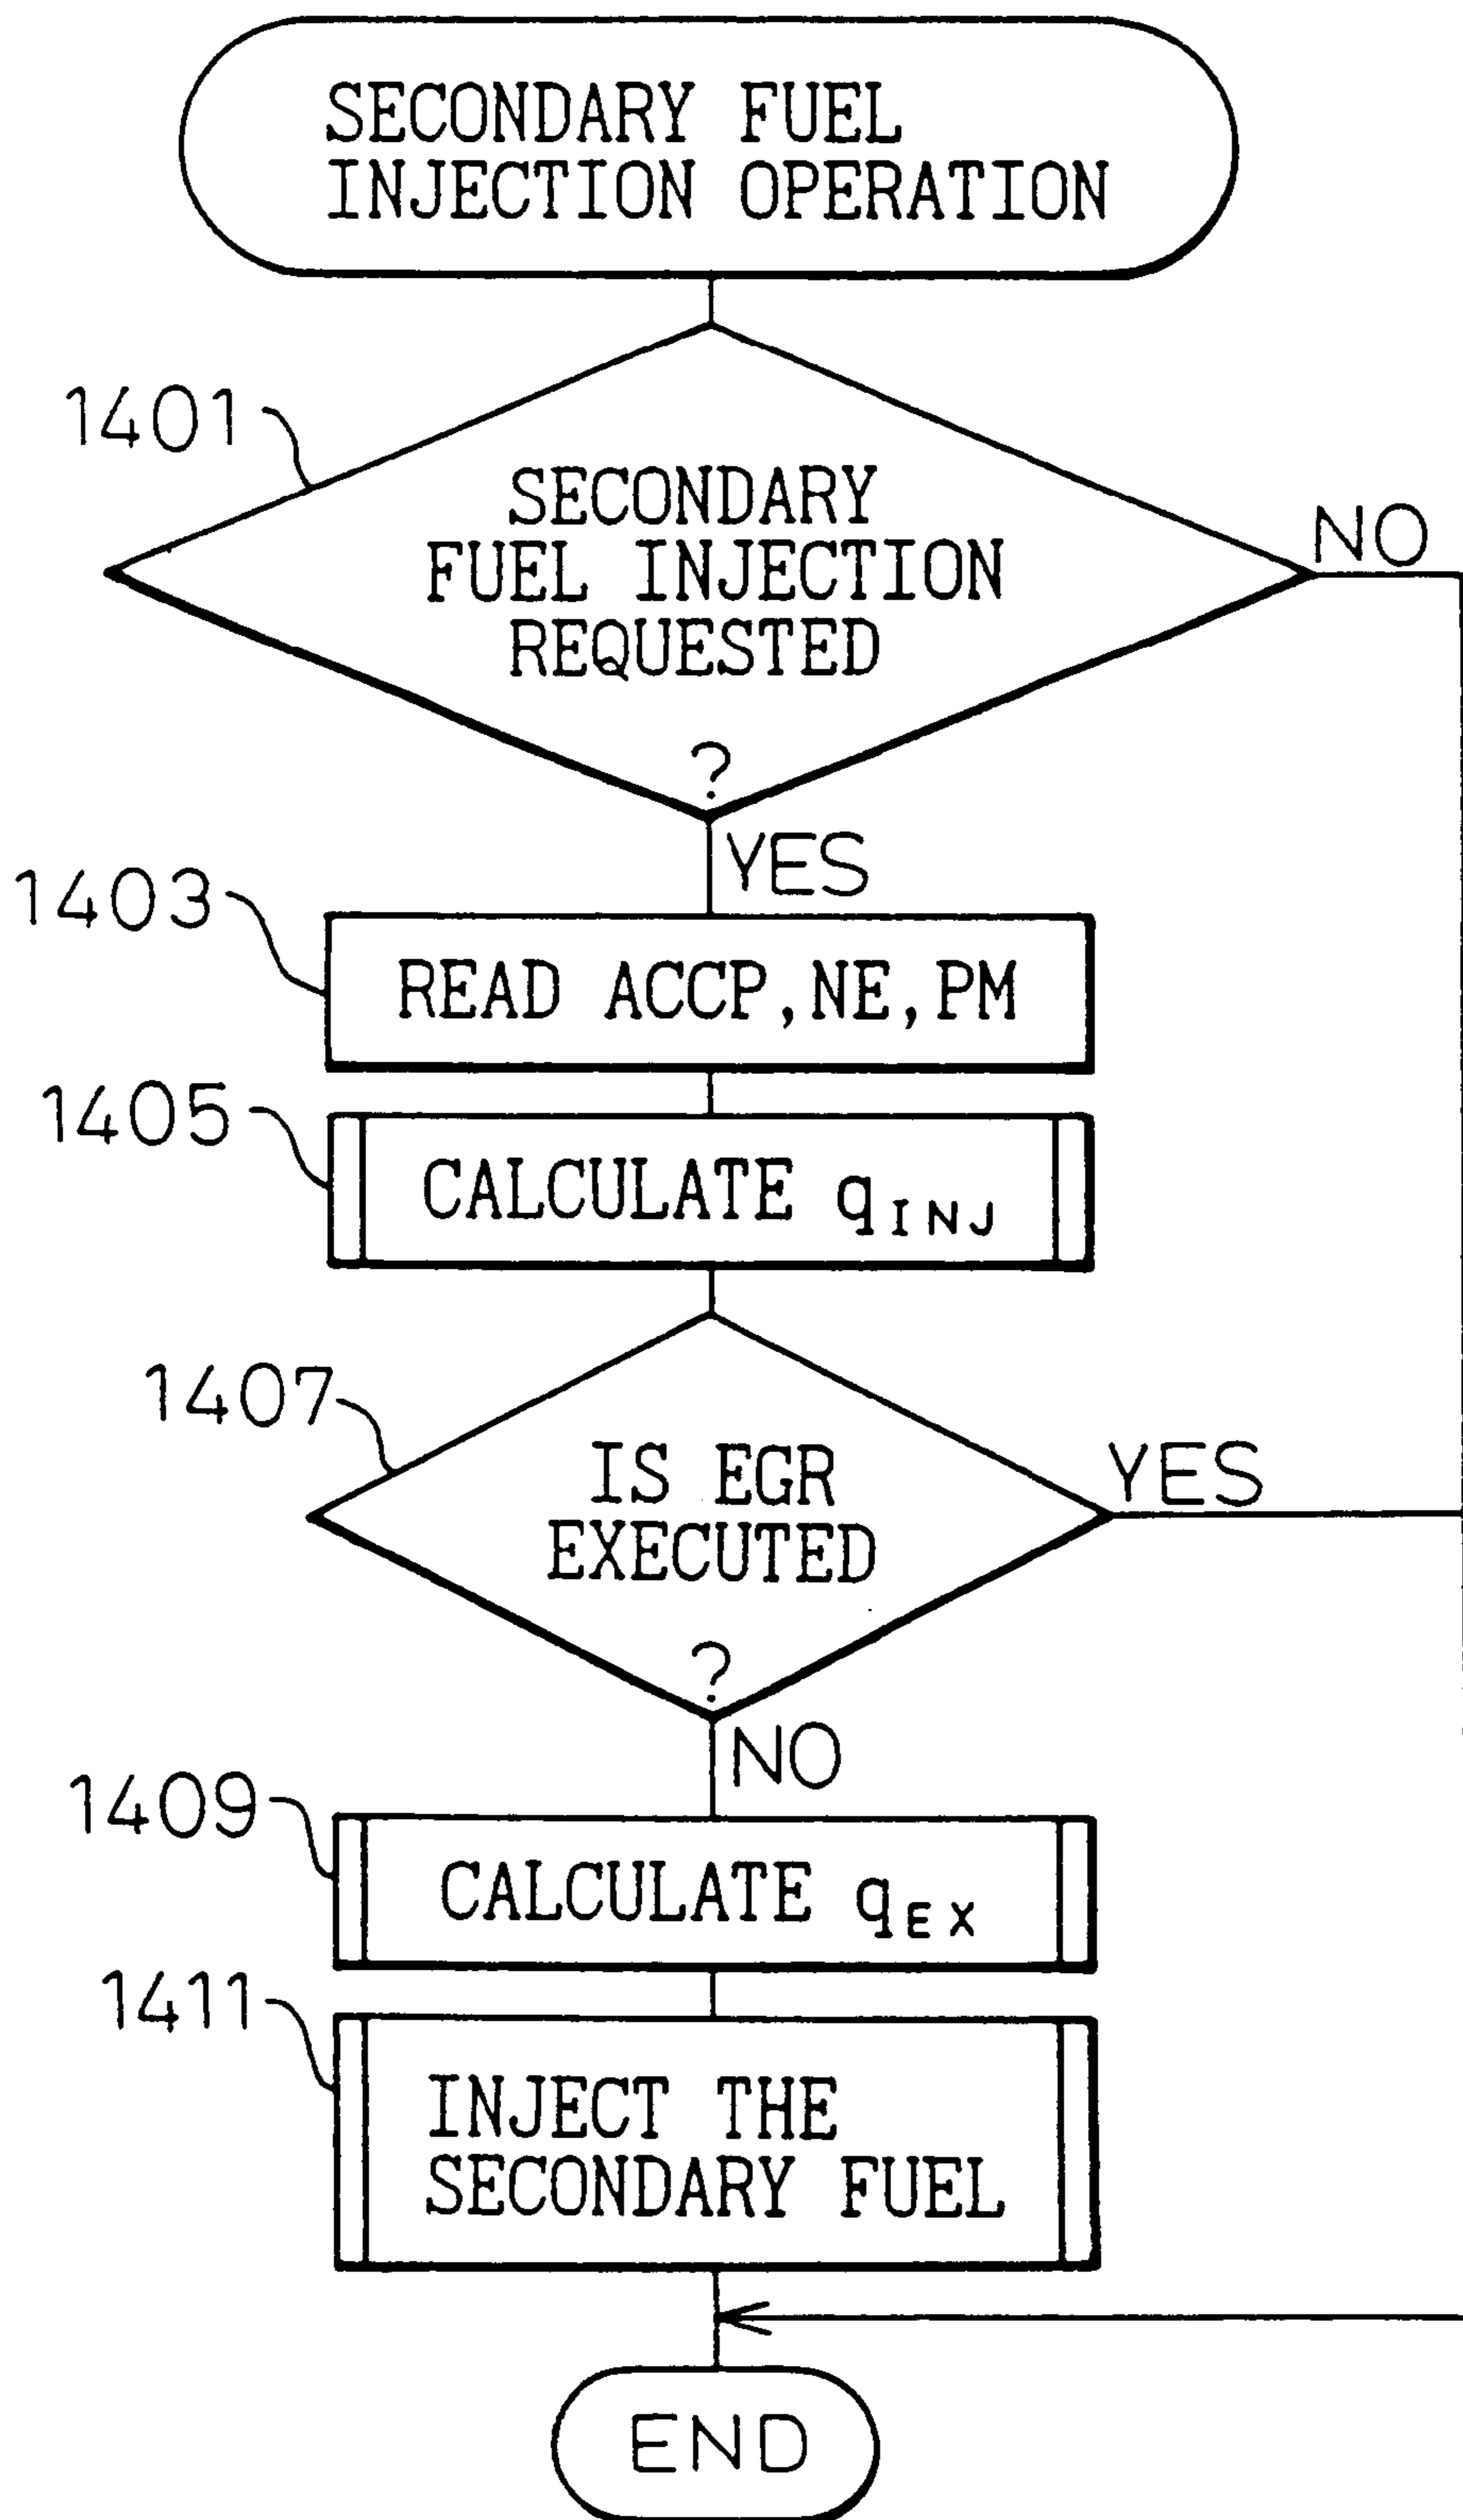 SECONDARY FUEL
INJECTION OPERATION
1401
SECONDARY
FUEL INJECTION
REQUESTED
?
NO
YES
1403
READ ACCP, NE, PM
1405
CALCULATE qINJ
1407
IS EGR
EXECUTED
?
YES
NO
1409
CALCULATE qEX
1411
INJECT THE
SECONDARY FUEL
END